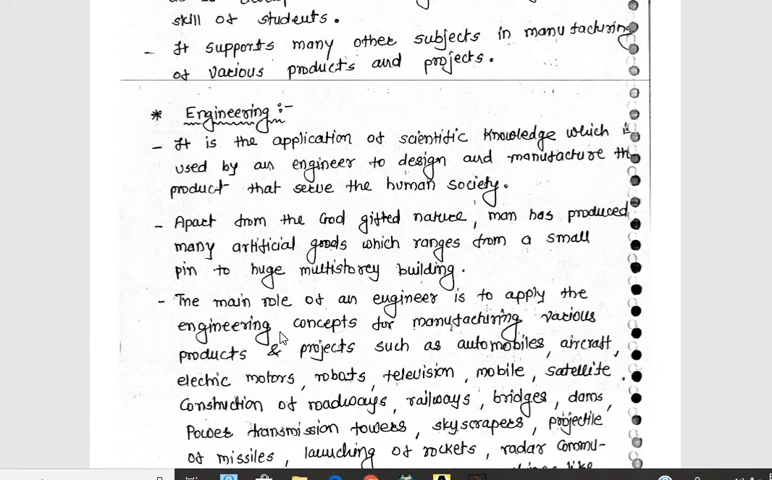 skill of students.
- It supports many other subjects in manufacturing
of various products and projects.
* Engineering :-
- It is the application of scientific knowledge which is
used by an engineer to design and manufacture the
product that serve the human society.
- Apart from the God gifted nature, man has produced
many artificial goods which ranges from a small
pin to huge multistorey building.
- The main role of an engineer is to apply the
engineering concepts for manufacturing various
products & projects such as automobiles, aircraft,
electric motors, robots, television, mobile, satellite.
Construction of roadways, railways, bridges, dams,
Power transmission towers, skyscrapers, projectile
of missiles, launching of rockets, radar commu-